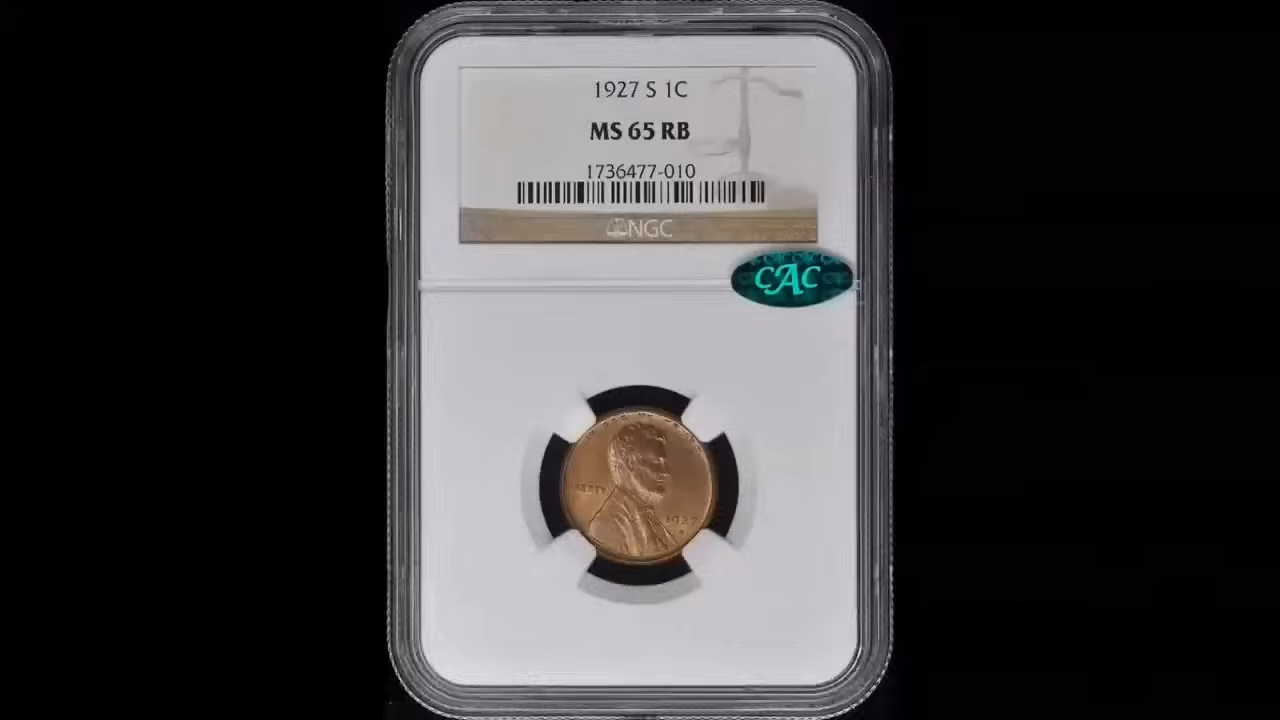 1927 S 1C
MS 65 RB
1736477-010
NGC
CAC
LIBERTY
1927